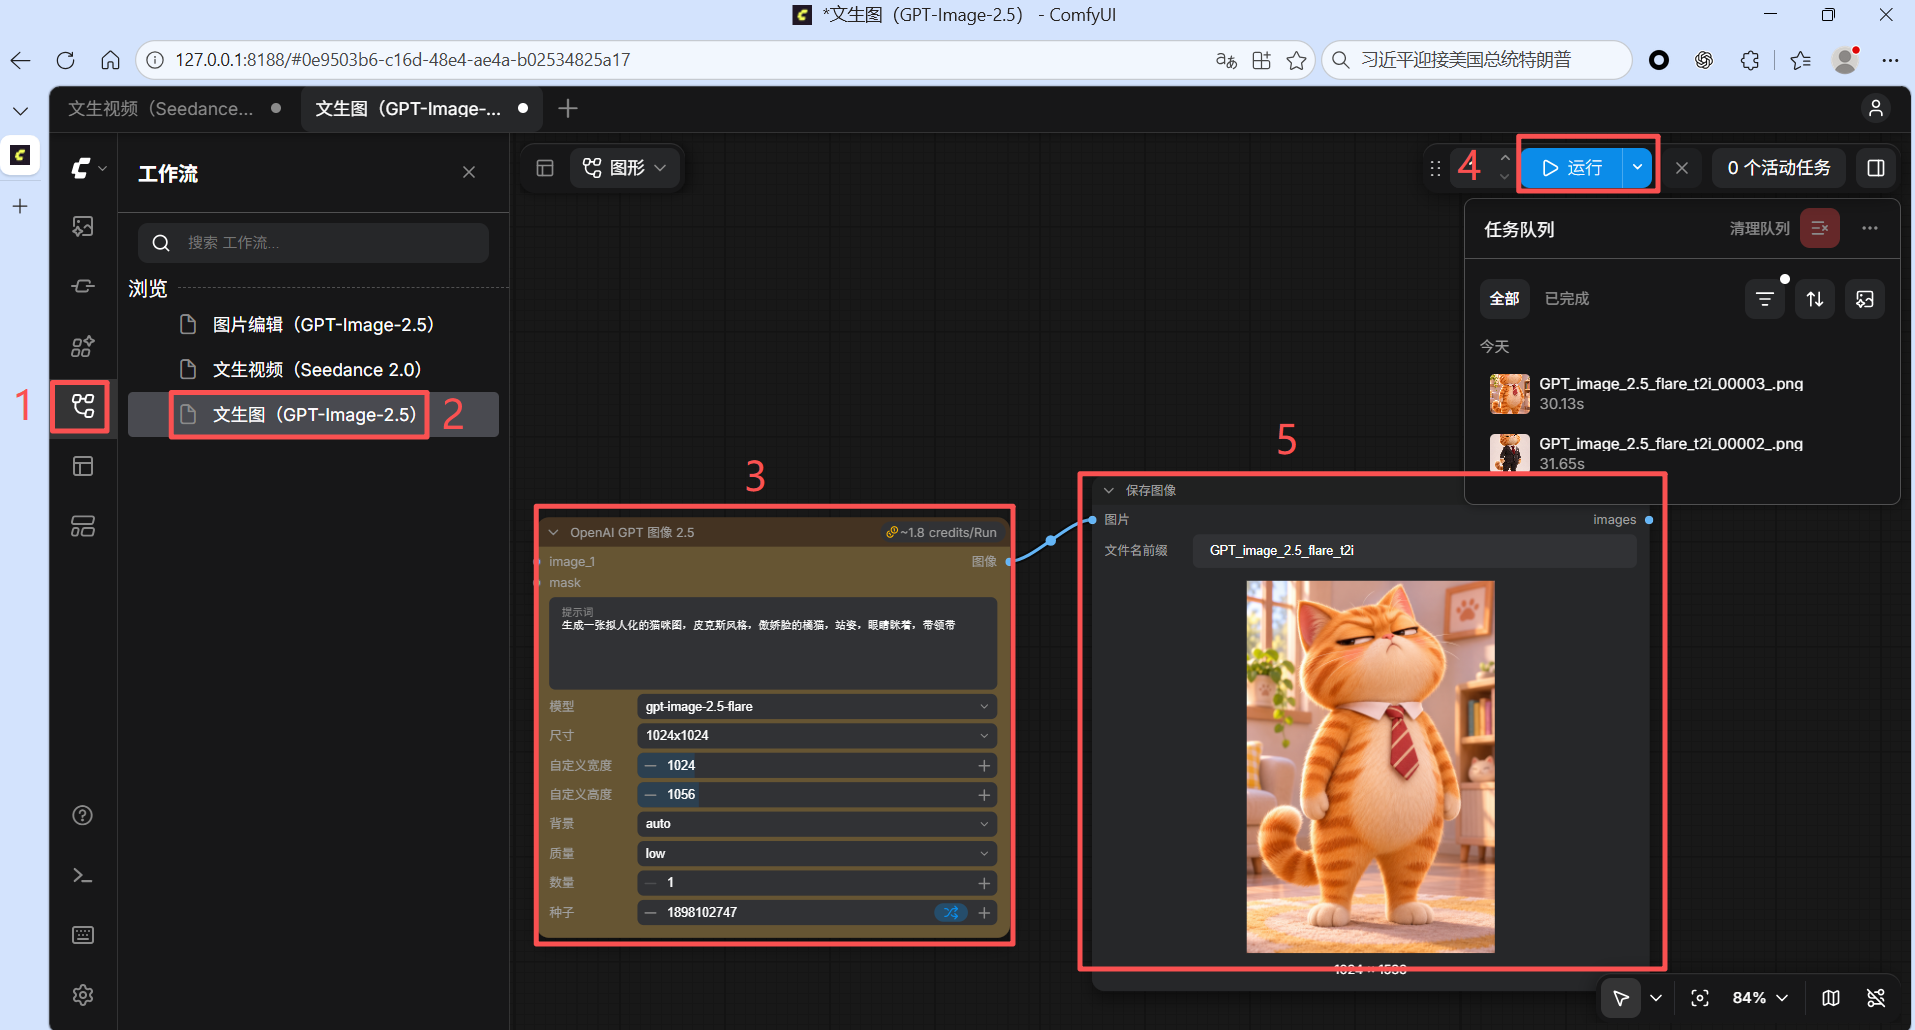 *文生图（GPT-Image-2.5） - ComfyUI
127.0.0.1:8188/#0e9503b6-c16d-48e4-ae4a-b02534825a17
习近平迎接美国总统特朗普
文生视频（Seedance...
文生图（GPT-Image-...
工作流
图形
4
运行
0 个活动任务
搜索 工作流...
浏览
图片编辑（GPT-Image-2.5）
文生视频（Seedance 2.0）
1
文生图（GPT-Image-2.5）
2
任务队列
清理队列
全部
已完成
今天
GPT_image_2.5_flare_t2i_00003_.png
30.13s
GPT_image_2.5_flare_t2i_00002_.png
31.65s
3
OpenAI GPT 图像 2.5
~1.8 credits/Run
image_1
图像
mask
提示词
生成一张拟人化的猫咪图，皮克斯风格，傲娇脸的橘猫，站姿，眼睛眯着，带领带
模型
gpt-image-2.5-flare
尺寸
1024x1024
自定义宽度
1024
自定义高度
1056
背景
auto
质量
low
数量
1
种子
1898102747
5
保存图像
图片
images
文件名前缀
GPT_image_2.5_flare_t2i
84%